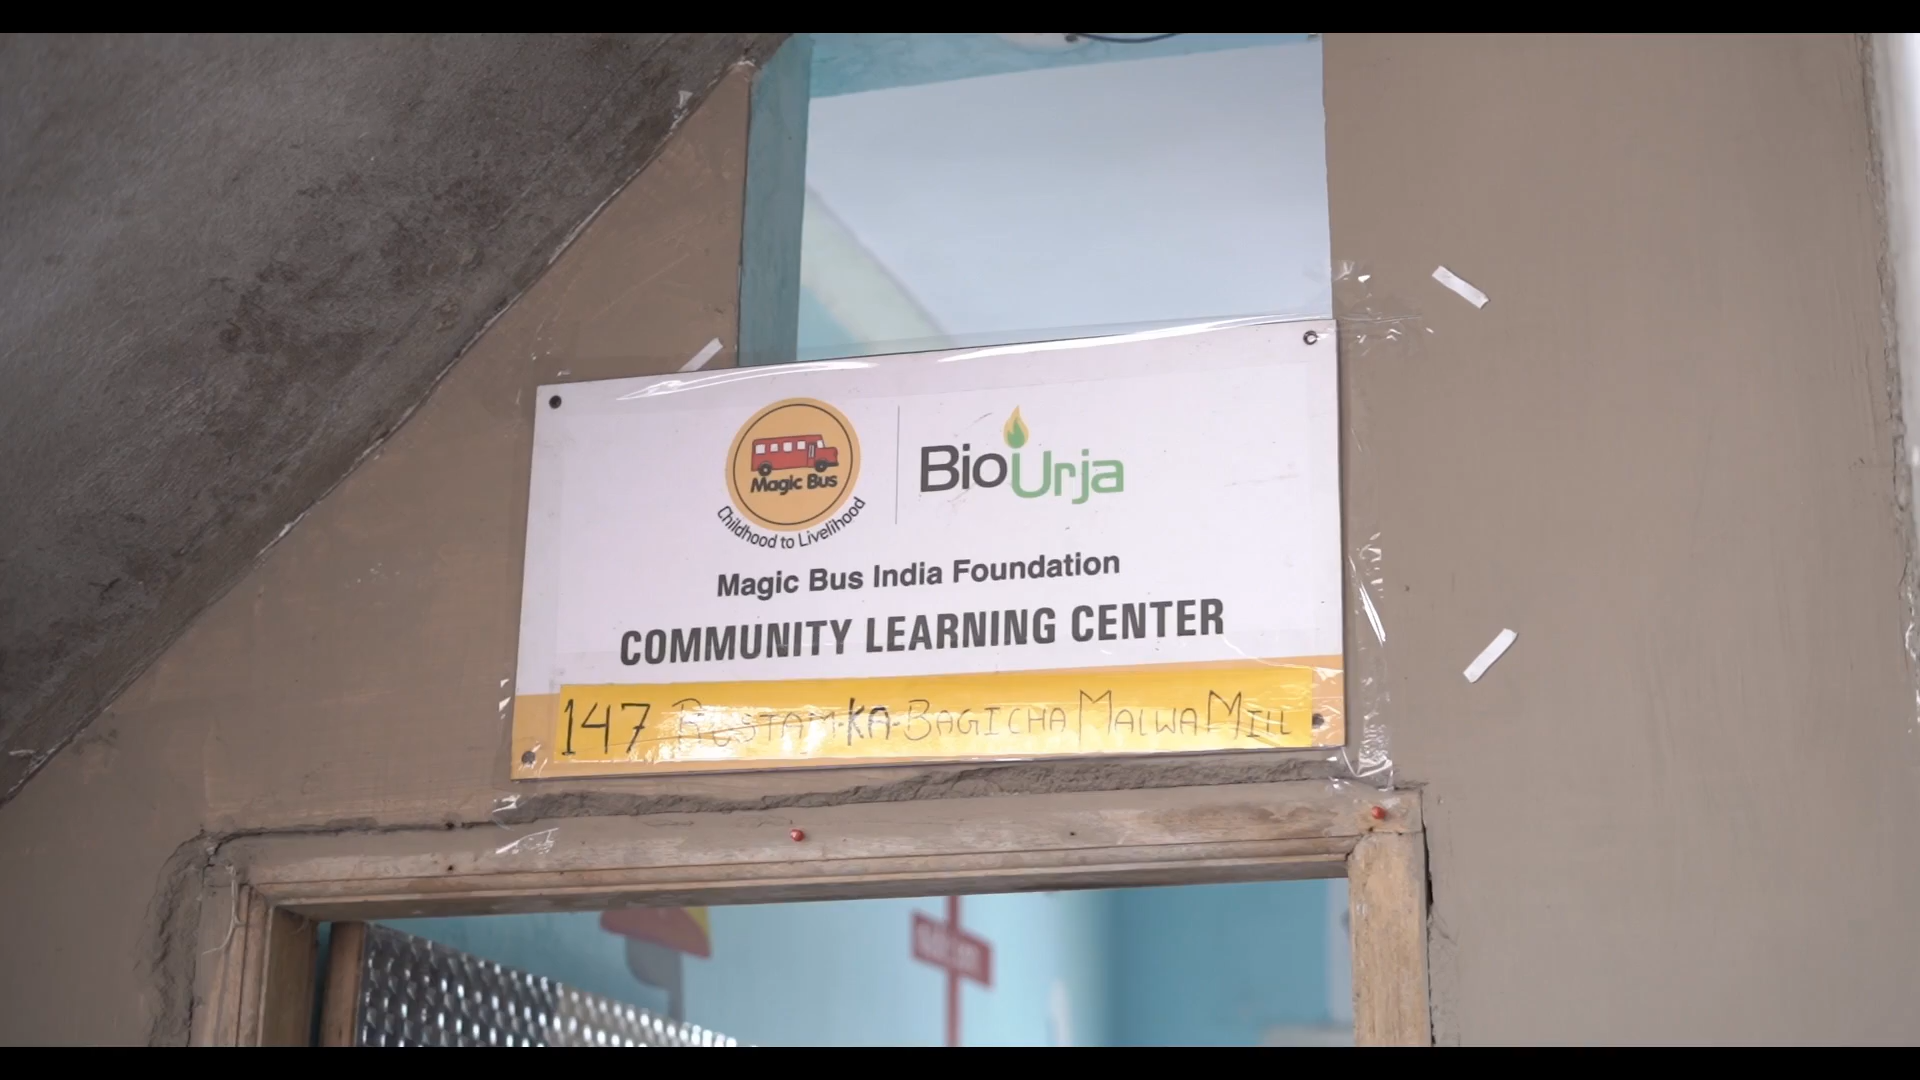 Magic Bus
Childhood to Livelihood
BioUrja
Magic Bus India Foundation
COMMUNITY LEARNING CENTER
147 RUSTAM-KA-BAGICHA MALWA MILL